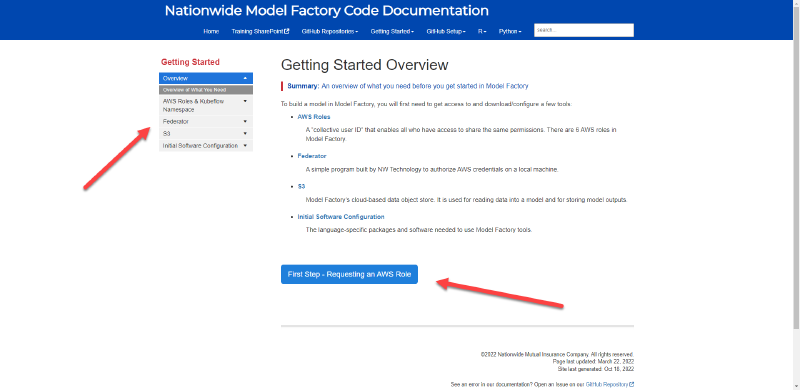 Nationwide Model Factory Code Documentation
Home Training SharePoint GitHub Repositories Getting Started GitHub Setup R Python search...
Getting Started
Overview
Overview of What You Need
AWS Roles & Kubeflow
Namespace
Federator
S3
Initial Software Configuration
Getting Started Overview
Summary: An overview of what you need before you get started in Model Factory
To build a model in Model Factory, you will first need to get access to and download/configure a few tools:
AWS Roles
A "collective user ID" that enables all who have access to share the same permissions. There are 6 AWS roles in
Model Factory
Federator
A simple program built by NW Technology to authorize AWS credentials on a local machine.
S3
Model Factory's cloud-based data object store. It is used for reading data into a model and for storing model outputs.
Initial Software Configuration
The language-specific packages and software needed to use Model Factory tools.
First Step - Requesting an AWS Role
©2022 Nationwide Mutual Insurance Company. All rights reserved.
Page last updated: March 22, 2022
Site last generated: Oct 18, 2022
See an error in our documentation? Open an Issue on our GitHub Repository